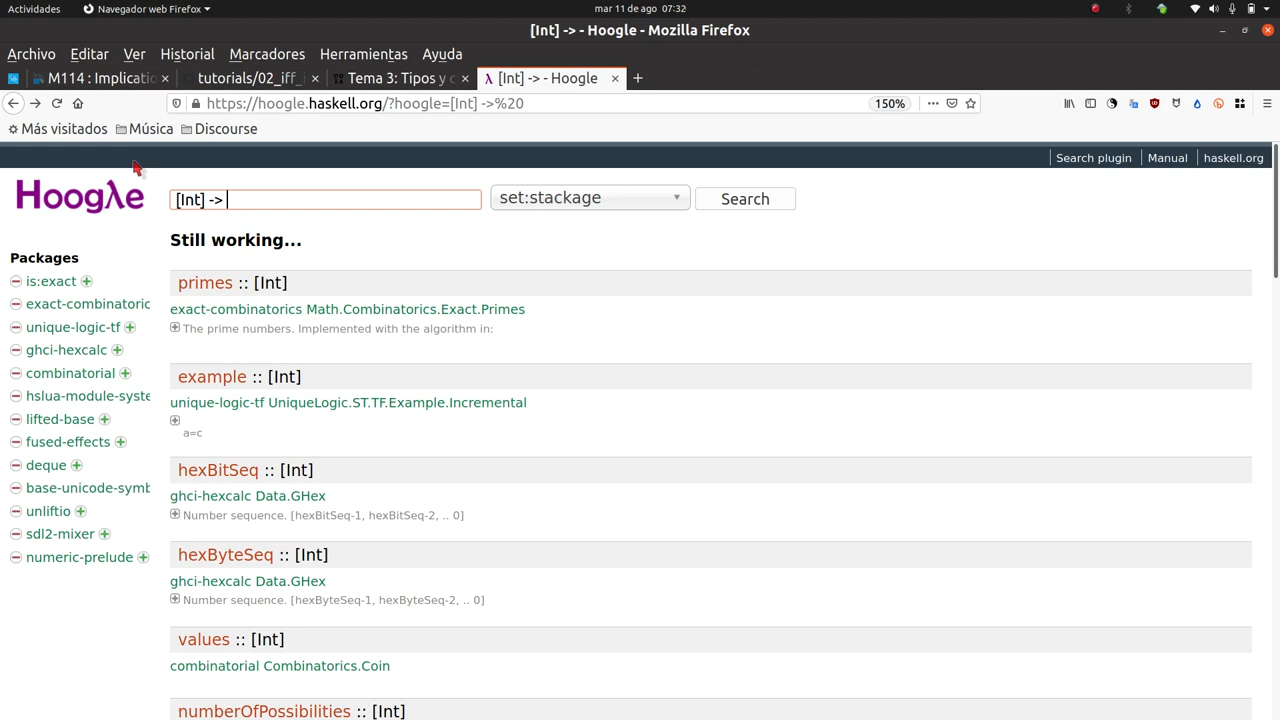 Actividades Navegador web Firefox mar 11 de ago 07:32
[Int] -> - Hoogle - Mozilla Firefox
Archivo Editar Ver Historial Marcadores Herramientas Ayuda
M114 : Implicatio tutorials/02_iff_i Tema 3: Tipos y c λ [Int] -> - Hoogle
https://hoogle.haskell.org/?hoogle=[Int] ->%20 150%
Más visitados Música Discourse
Search plugin Manual haskell.org
Hoogλe
[Int] -> set:stackage Search
Still working...
Packages
is:exact
exact-combinatoric
unique-logic-tf
ghci-hexcalc
combinatorial
hslua-module-syste
lifted-base
fused-effects
deque
base-unicode-symb
unliftio
sdl2-mixer
numeric-prelude
primes :: [Int]
exact-combinatorics Math.Combinatorics.Exact.Primes
The prime numbers. Implemented with the algorithm in:
example :: [Int]
unique-logic-tf UniqueLogic.ST.TF.Example.Incremental
a=c
hexBitSeq :: [Int]
ghci-hexcalc Data.GHex
Number sequence. [hexBitSeq-1, hexBitSeq-2, .. 0]
hexByteSeq :: [Int]
ghci-hexcalc Data.GHex
Number sequence. [hexByteSeq-1, hexByteSeq-2, .. 0]
values :: [Int]
combinatorial Combinatorics.Coin
numberOfPossibilities :: [Int]